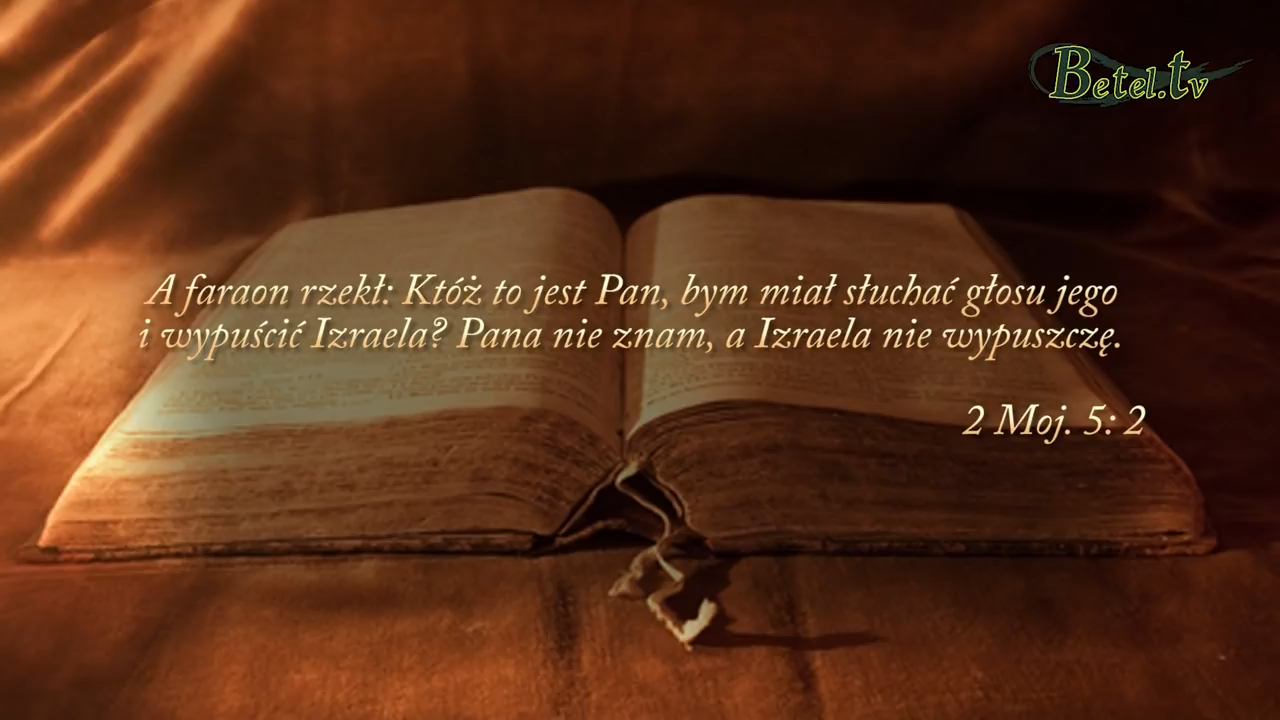 Betel.tv
A faraon rzekł: Któż to jest Pan, bym miał słuchać głosu jego
i wypuścić Izraela? Pana nie znam, a Izraela nie wypuszczę.
2 Moj. 5: 2